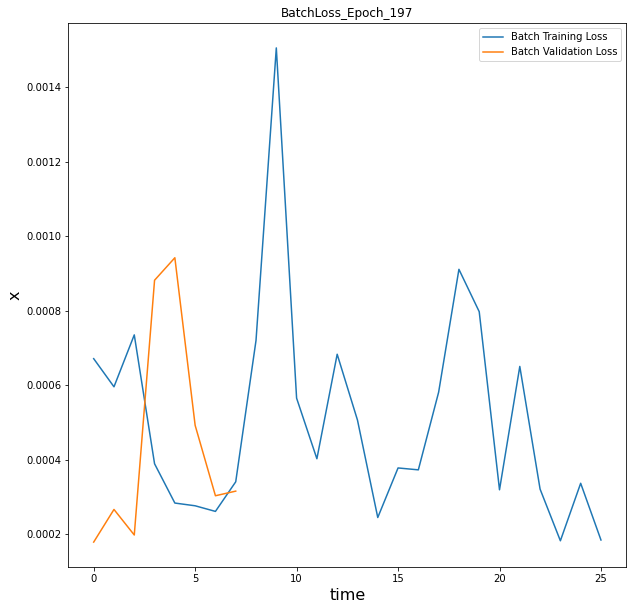 BatchLoss_Epoch_197
Batch Training Loss
Batch Validation Loss
0.0014
0.0012
0.0010
0.0008
0.0006
0.0004
0.0002
x
0 5 10 15 20 25
time